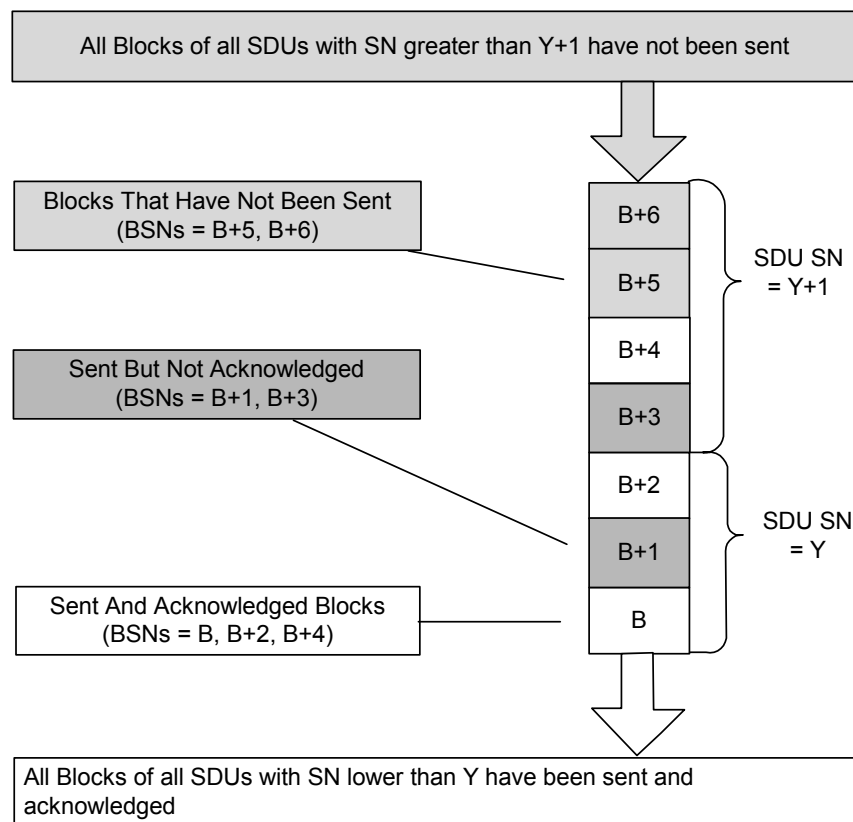 All Blocks of all SDUs with SN greater than Y+1 have not been sent
Blocks That Have Not Been Sent
(BSNs = B+5, B+6)
B+6
B+5
SDU SN
= Y+1
B+4
Sent But Not Acknowledged
(BSNs = B+1, B+3)
B+3
B+2
B+1
SDU SN
= Y
Sent And Acknowledged Blocks
(BSNs = B, B+2, B+4)
B
All Blocks of all SDUs with SN lower than Y have been sent and
acknowledged